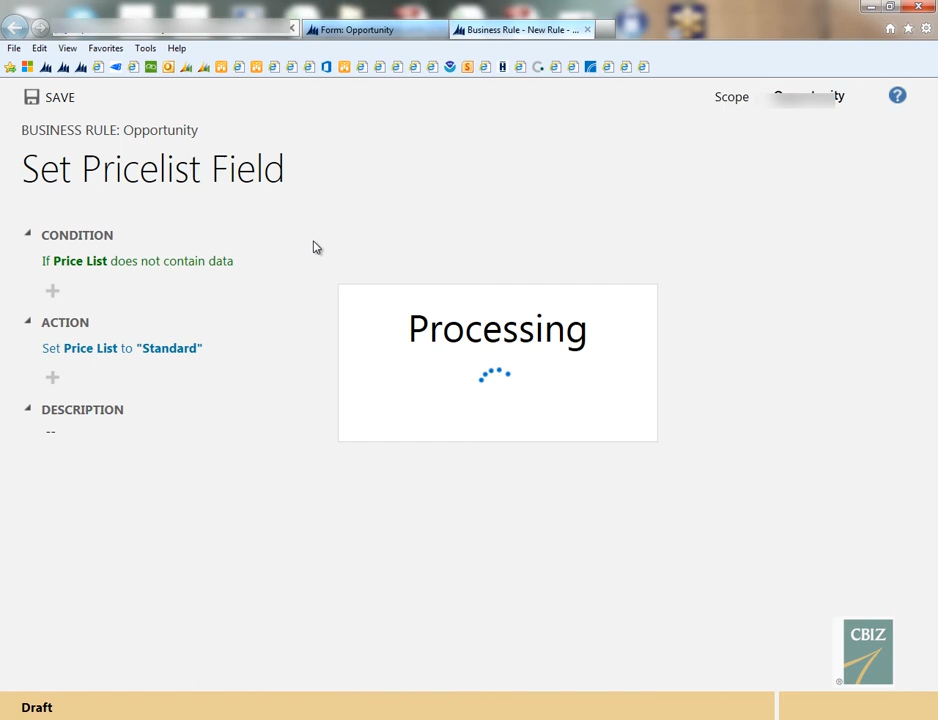 Form: Opportunity
Business Rule - New Rule - ...
File Edit View Favorites Tools Help
SAVE
Scope
BUSINESS RULE: Opportunity
Set Pricelist Field
CONDITION
If Price List does not contain data
ACTION
Set Price List to "Standard"
DESCRIPTION
--
Processing
CBIZ
®
Draft